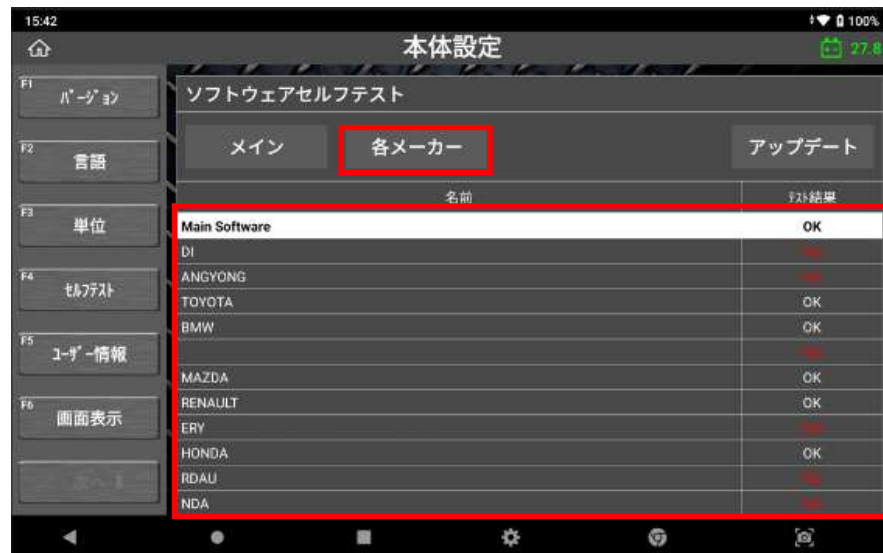 15:42
100%
本体設定
27.8
F1 バージョン
F2 言語
F3 単位
F4 セルフテスト
F5 ユーザー情報
F6 画面表示
ソフトウェアセルフテスト
メイン 各メーカー アップデート
名前 テスト結果
Main Software OK
DI
ANGYONG
TOYOTA OK
BMW OK
MAZDA OK
RENAULT OK
ERY
HONDA OK
RDAU
NDA